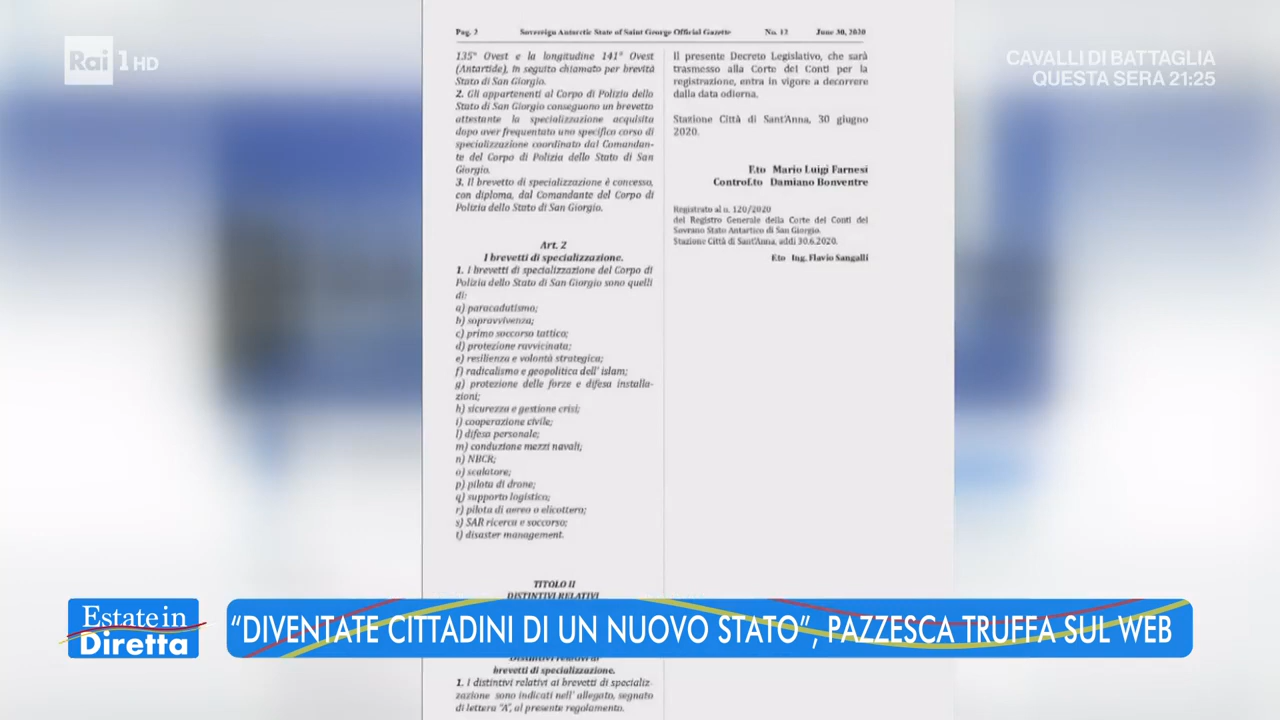 Rai 1 HD
CAVALLI DI BATTAGLIA
QUESTA SERA 21:25
Pag. 2 Sovereign Antarctic State of Saint George Official Gazette No. 12 June 30, 2020
135° Ovest e la longitudine 141° Ovest
(Antartide), in seguito chiamato per brevità
Stato di San Giorgio.
2. Gli appartenenti al Corpo di Polizia dello
Stato di San Giorgio conseguono un brevetto
attestante la specializzazione acquisita
dopo aver frequentato uno specifico corso di
specializzazione coordinato dal Comandan-
te del Corpo di Polizia dello Stato di San
Giorgio.
3. Il brevetto di specializzazione è concesso,
con diploma, dal Comandante del Corpo di
Polizia dello Stato di San Giorgio.
Art. 2
I brevetti di specializzazione.
1. I brevetti di specializzazione del Corpo di
Polizia dello Stato di San Giorgio sono quelli
di:
a) paracadutismo;
b) sopravvivenza;
c) primo soccorso tattico;
d) protezione ravvicinata;
e) resilienza e volontà strategica;
f) radicalismo e geopolitica dell' islam;
g) protezione delle forze e difesa installa-
zioni;
h) sicurezza e gestione crisi;
i) cooperazione civile;
l) difesa personale;
m) conduzione mezzi navali;
n) NBCR;
o) scalatore;
p) pilota di drone;
q) supporto logistico;
r) pilota di aereo o elicottero;
s) SAR ricerca e soccorso;
t) disaster management.
TITOLO II
DISTINTIVI RELATIVI
Distintivi relativi ai
brevetti di specializzazione.
1. I distintivi relativi ai brevetti di specializ-
zazione sono indicati nell' allegato, segnato
di lettera "A", al presente regolamento.
Il presente Decreto Legislativo, che sarà
trasmesso alla Corte dei Conti per la
registrazione, entra in vigore a decorrere
dalla data odierna.
Stazione Città di Sant'Anna, 30 giugno
2020.
F.to Mario Luigi Farnesi
Controf.to Damiano Bonventre
Registrato al n. 120/2020
del Registro Generale della Corte dei Conti del
Sovrano Stato Antartico di San Giorgio.
Stazione Città di Sant'Anna, addì 30.6.2020.
F.to Ing. Flavio Sangalli
Estate in
Diretta
“DIVENTATE CITTADINI DI UN NUOVO STATO”, PAZZESCA TRUFFA SUL WEB